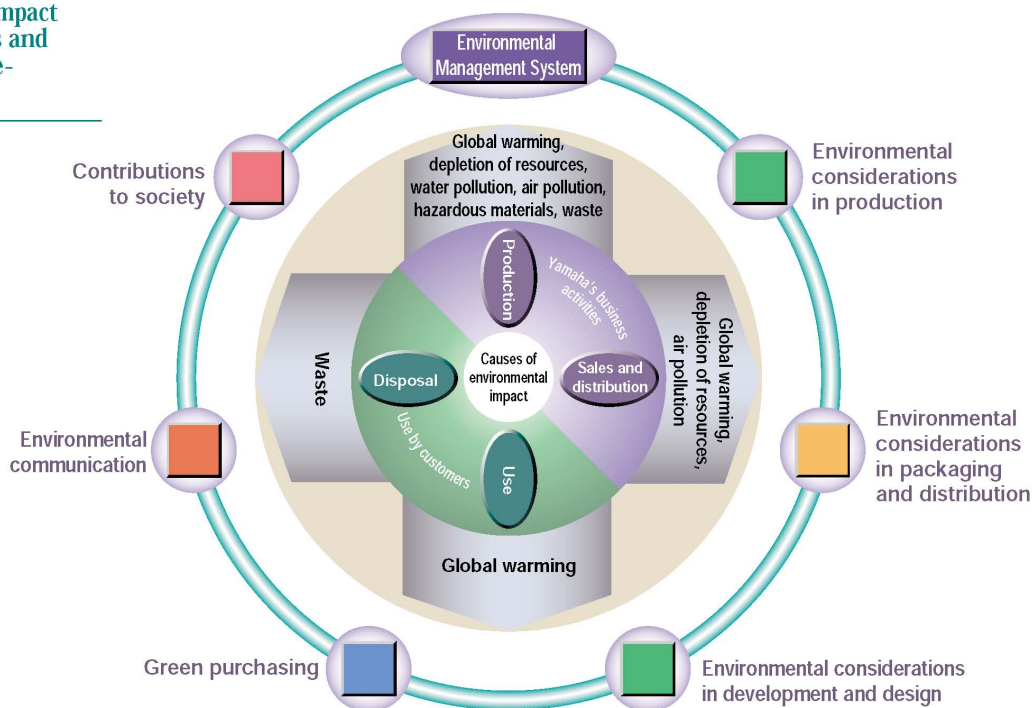 mpact
s and
e-
Environmental
Management System
Contributions
to society
Global warming,
depletion of resources,
water pollution, air pollution,
hazardous materials, waste
Environmental
considerations
in production
Production
Yamaha's business
activities
Waste
Disposal
Causes of
environmental
impact
Sales and
distribution
Global warming,
depletion of resources,
air pollution
Use by customers
Use
Environmental
communication
Environmental
considerations
in packaging
and distribution
Global warming
Green purchasing
Environmental considerations
in development and design